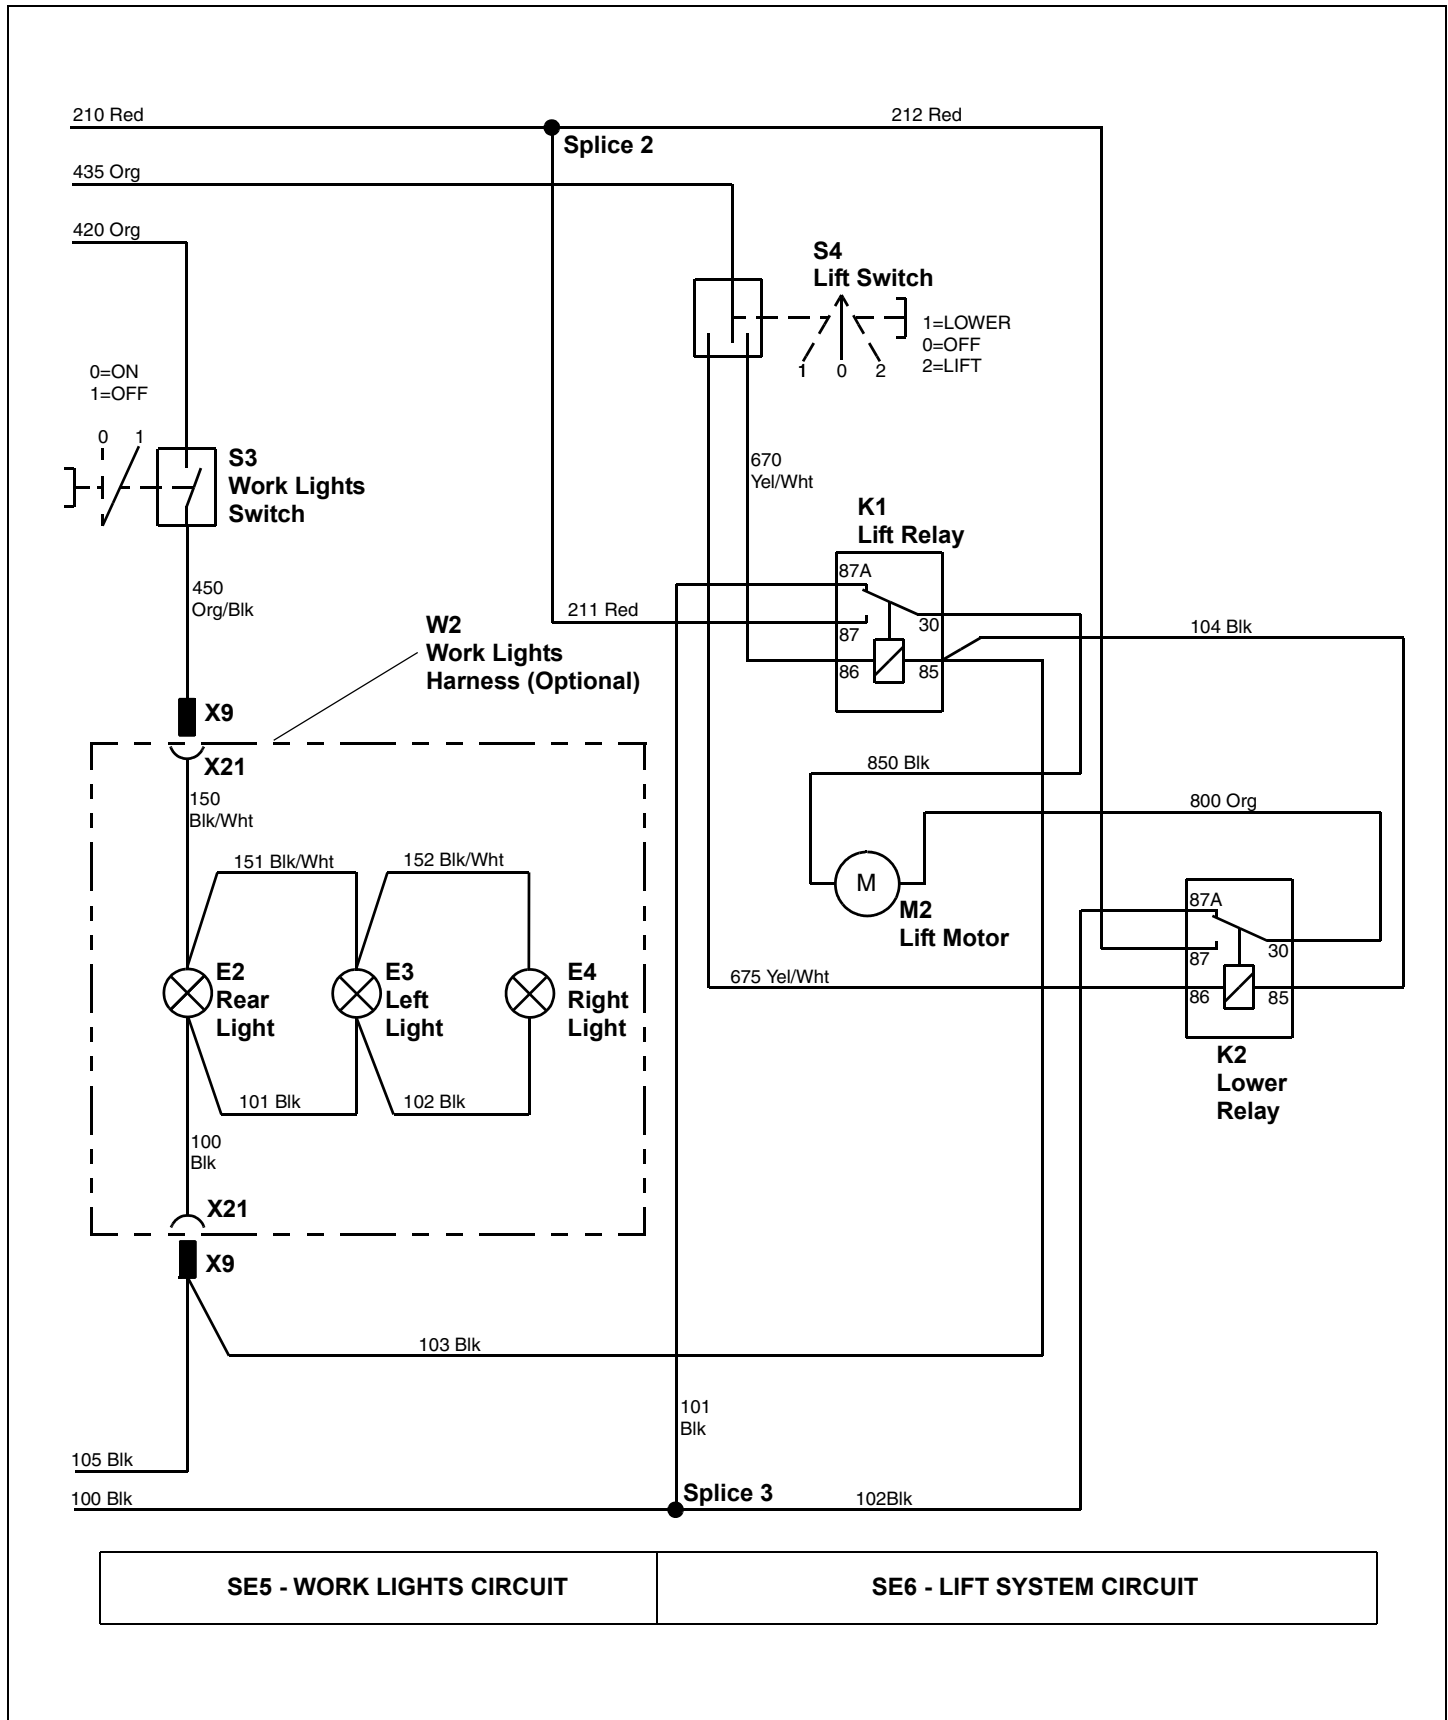 210 Red
212 Red
Splice 2
435 Org
420 Org
S4
Lift Switch
1=LOWER
0=OFF
2=LIFT
1 0 2
0=ON
1=OFF
0 1
S3
Work Lights
Switch
670
Yel/Wht
K1
Lift Relay
87A
450
Org/Blk
211 Red
87
30
104 Blk
W2
Work Lights
Harness (Optional)
86
85
X9
X21
850 Blk
150
Blk/Wht
800 Org
151 Blk/Wht
152 Blk/Wht
M
M2
Lift Motor
87A
87
30
E2
Rear
Light
E3
Left
Light
E4
Right
Light
675 Yel/Wht
86
85
K2
Lower
Relay
101 Blk
102 Blk
100
Blk
X21
X9
103 Blk
101
Blk
105 Blk
100 Blk
Splice 3
102Blk
SE5 - WORK LIGHTS CIRCUIT
SE6 - LIFT SYSTEM CIRCUIT